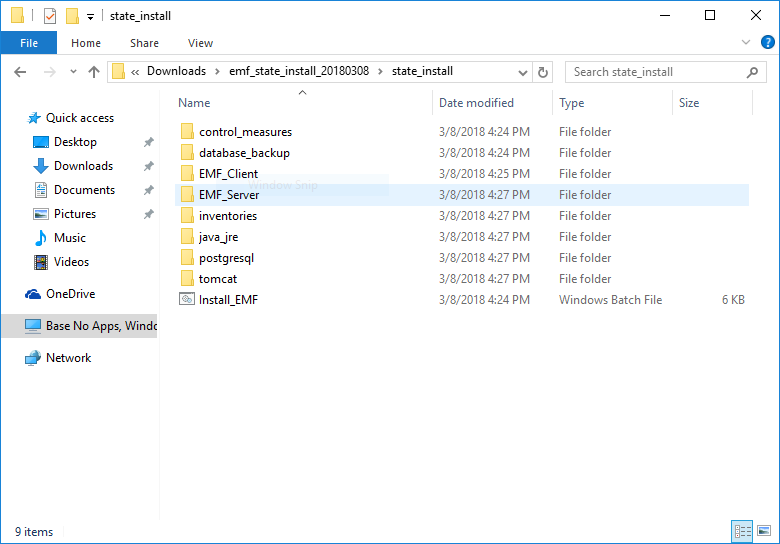 state_install
File Home Share View
« Downloads > emf_state_install_20180308 > state_install Search state_install
Name Date modified Type Size
Quick access
Desktop
Downloads
Documents
Pictures
Music
Videos
OneDrive
Base No Apps, Windo
Network
control_measures 3/8/2018 4:24 PM File folder
database_backup 3/8/2018 4:24 PM File folder
EMF_Client 3/8/2018 4:25 PM File folder
Window Snip
EMF_Server 3/8/2018 4:27 PM File folder
inventories 3/8/2018 4:27 PM File folder
java_jre 3/8/2018 4:27 PM File folder
postgresql 3/8/2018 4:27 PM File folder
tomcat 3/8/2018 4:27 PM File folder
Install_EMF 3/8/2018 4:24 PM Windows Batch File 6 KB
9 items